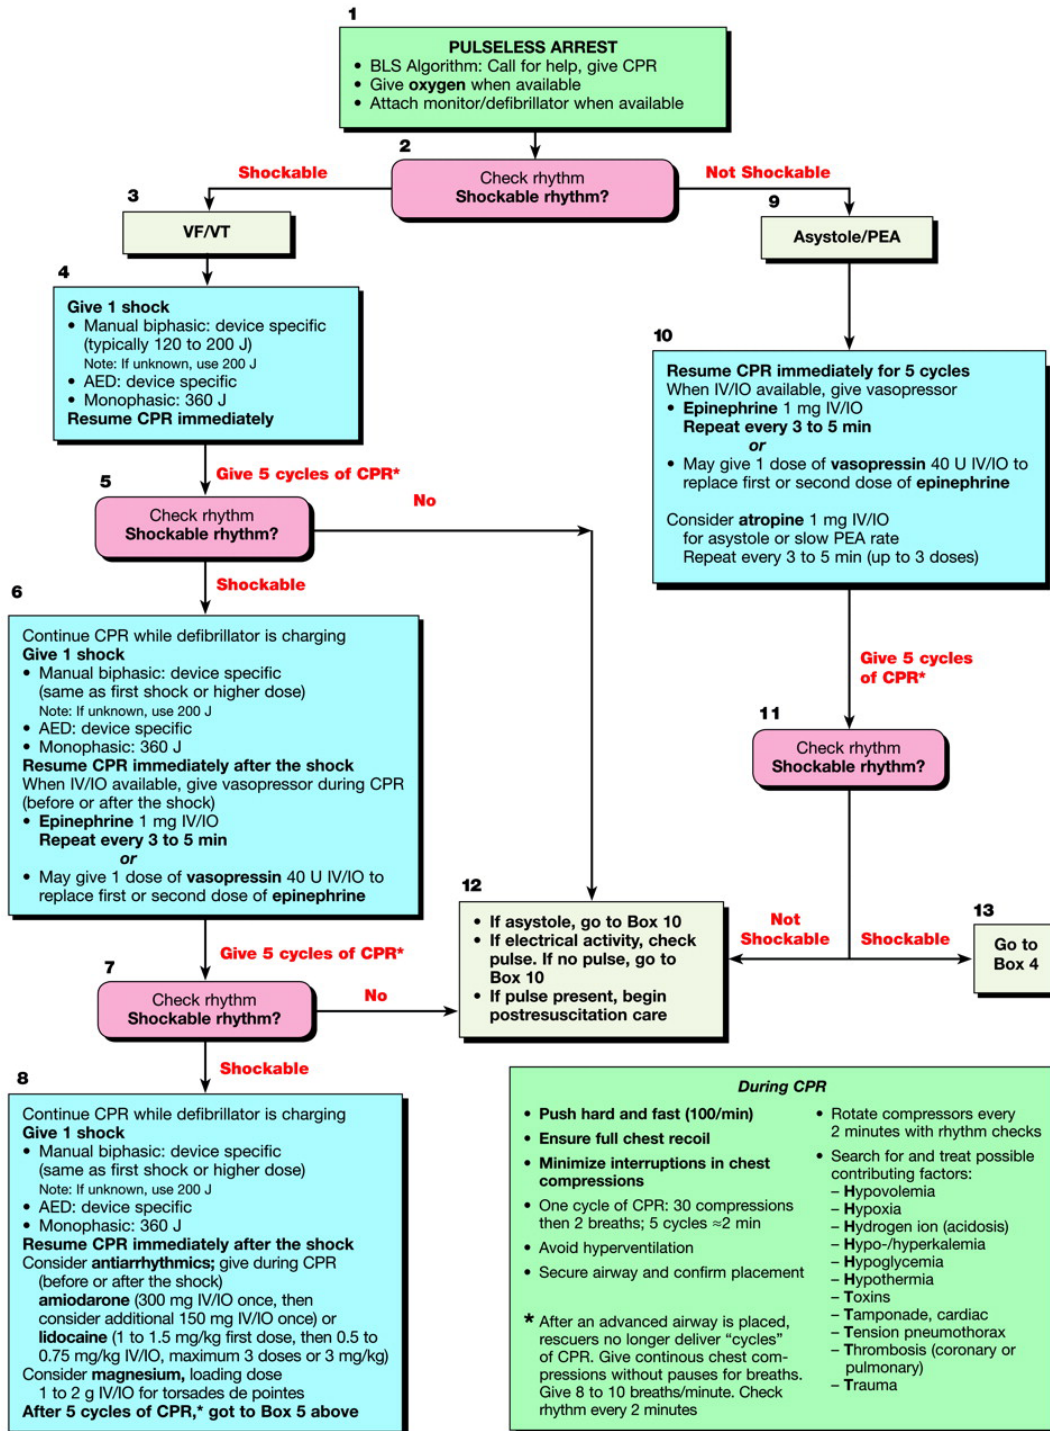 1
PULSELESS ARREST
• BLS Algorithm: Call for help, give CPR
• Give oxygen when available
• Attach monitor/defibrillator when available
2
Check rhythm
Shockable rhythm?
Shockable
Not Shockable
3
VF/VT
4
Give 1 shock
• Manual biphasic: device specific
(typically 120 to 200 J)
Note: If unknown, use 200 J
• AED: device specific
• Monophasic: 360 J
Resume CPR immediately
Give 5 cycles of CPR*
5
Check rhythm
Shockable rhythm?
No
Shockable
6
Continue CPR while defibrillator is charging
Give 1 shock
• Manual biphasic: device specific
(same as first shock or higher dose)
Note: If unknown, use 200 J
• AED: device specific
• Monophasic: 360 J
Resume CPR immediately after the shock
When IV/IO available, give vasopressor during CPR
(before or after the shock)
• Epinephrine 1 mg IV/IO
Repeat every 3 to 5 min
or
• May give 1 dose of vasopressin 40 U IV/IO to
replace first or second dose of epinephrine
Give 5 cycles of CPR*
7
Check rhythm
Shockable rhythm?
No
Shockable
8
Continue CPR while defibrillator is charging
Give 1 shock
• Manual biphasic: device specific
(same as first shock or higher dose)
Note: If unknown, use 200 J
• AED: device specific
• Monophasic: 360 J
Resume CPR immediately after the shock
Consider antiarrhythmics; give during CPR
(before or after the shock)
amiodarone (300 mg IV/IO once, then
consider additional 150 mg IV/IO once) or
lidocaine (1 to 1.5 mg/kg first dose, then 0.5 to
0.75 mg/kg IV/IO, maximum 3 doses or 3 mg/kg)
Consider magnesium, loading dose
1 to 2 g IV/IO for torsades de pointes
After 5 cycles of CPR,* got to Box 5 above
9
Asystole/PEA
10
Resume CPR immediately for 5 cycles
When IV/IO available, give vasopressor
• Epinephrine 1 mg IV/IO
Repeat every 3 to 5 min
or
• May give 1 dose of vasopressin 40 U IV/IO to
replace first or second dose of epinephrine
Consider atropine 1 mg IV/IO
for asystole or slow PEA rate
Repeat every 3 to 5 min (up to 3 doses)
Give 5 cycles
of CPR*
11
Check rhythm
Shockable rhythm?
Not
Shockable
Shockable
12
• If asystole, go to Box 10
• If electrical activity, check
pulse. If no pulse, go to
Box 10
• If pulse present, begin
postresuscitation care
13
Go to
Box 4
During CPR
• Push hard and fast (100/min)
• Ensure full chest recoil
• Minimize interruptions in chest
compressions
• One cycle of CPR: 30 compressions
then 2 breaths; 5 cycles ≈2 min
• Avoid hyperventilation
• Secure airway and confirm placement
* After an advanced airway is placed,
rescuers no longer deliver “cycles”
of CPR. Give continous chest com-
pressions without pauses for breaths.
Give 8 to 10 breaths/minute. Check
rhythm every 2 minutes
• Rotate compressors every
2 minutes with rhythm checks
• Search for and treat possible
contributing factors:
– Hypovolemia
– Hypoxia
– Hydrogen ion (acidosis)
– Hypo-/hyperkalemia
– Hypoglycemia
– Hypothermia
– Toxins
– Tamponade, cardiac
– Tension pneumothorax
– Thrombosis (coronary or
pulmonary)
– Trauma